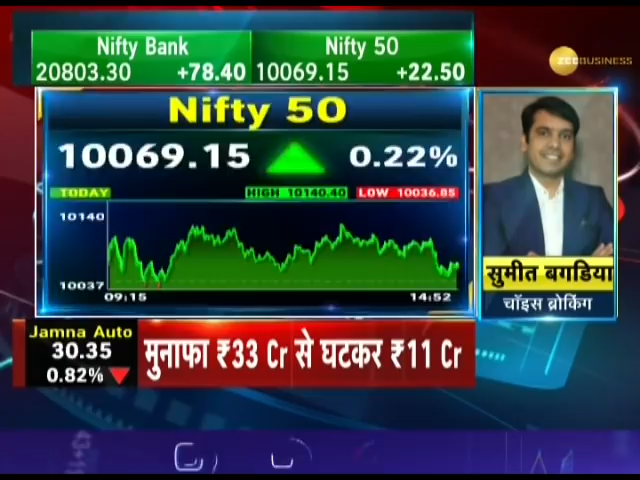 Nifty Bank
20803.30 +78.40
Nifty 50
10069.15 +22.50
ZEEBUSINESS
Nifty 50
10069.15 0.22%
TODAY HIGH 10140.40 LOW 10036.85
10140
10037
09:15 14:52
सुमीत बगडिया
चॉइस ब्रोकिंग
Jamna Auto
30.35
0.82%
मुनाफा ₹33 Cr से घटकर ₹11 Cr